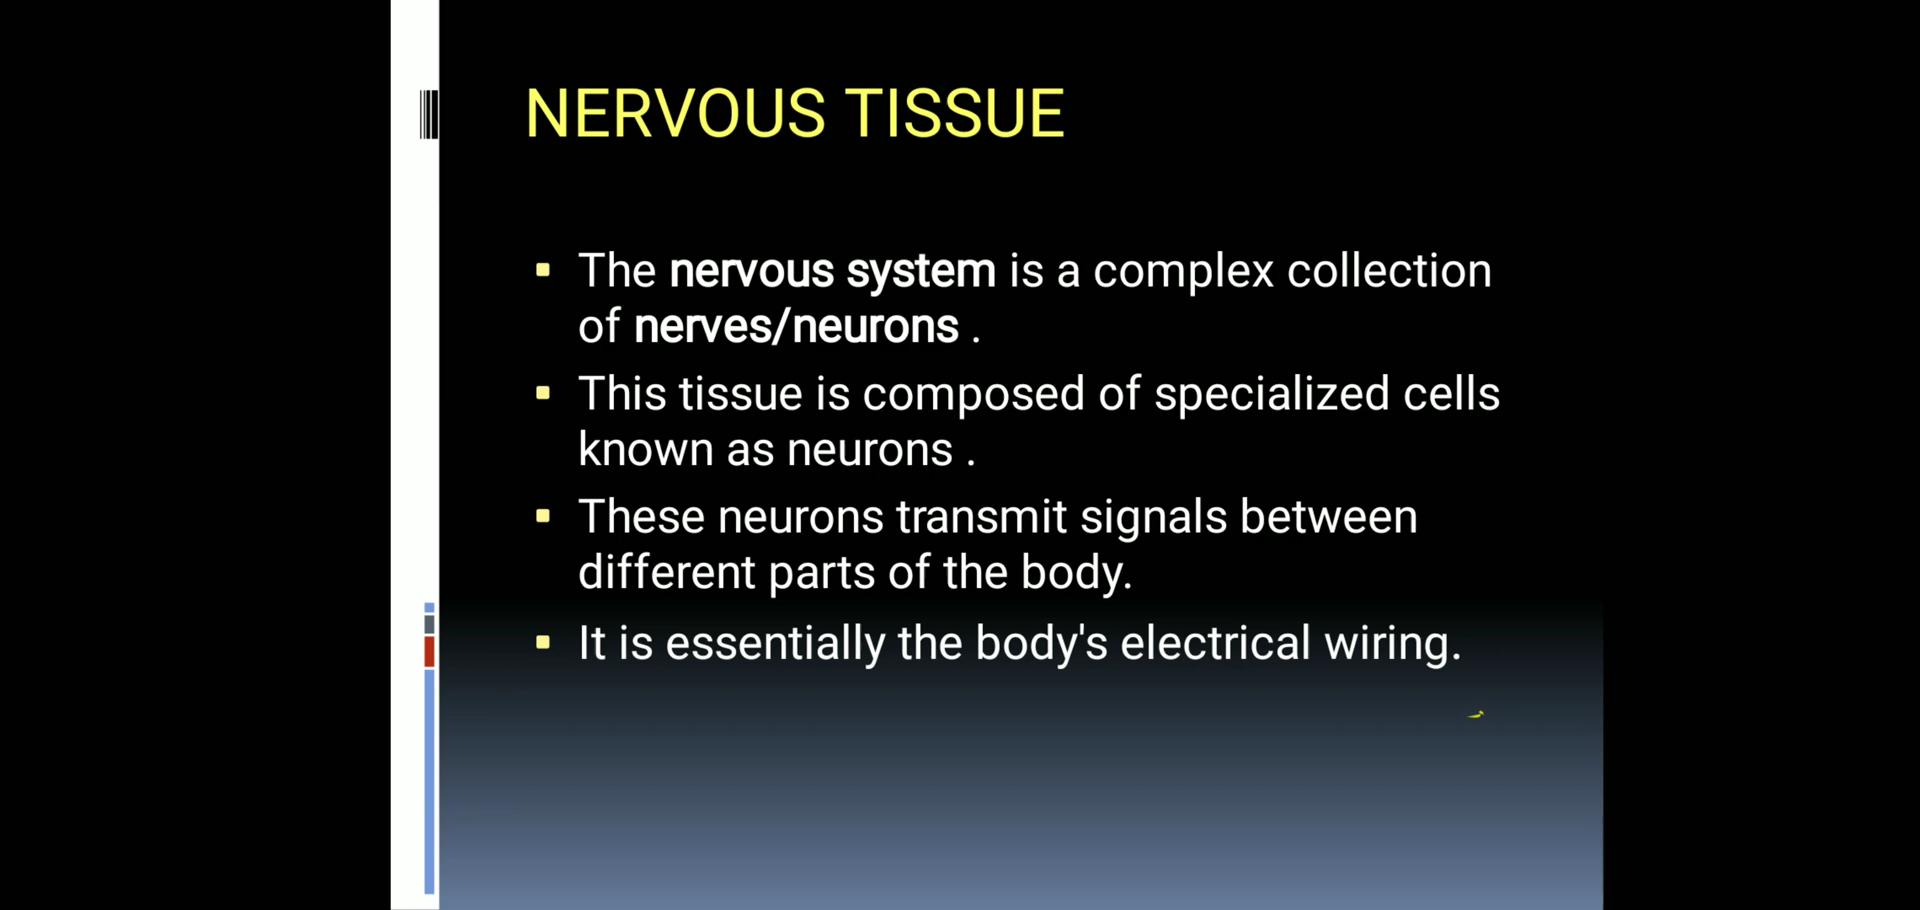 NERVOUS TISSUE
The nervous system is a complex collection
of nerves/neurons .
This tissue is composed of specialized cells
known as neurons .
These neurons transmit signals between
different parts of the body.
It is essentially the body's electrical wiring.